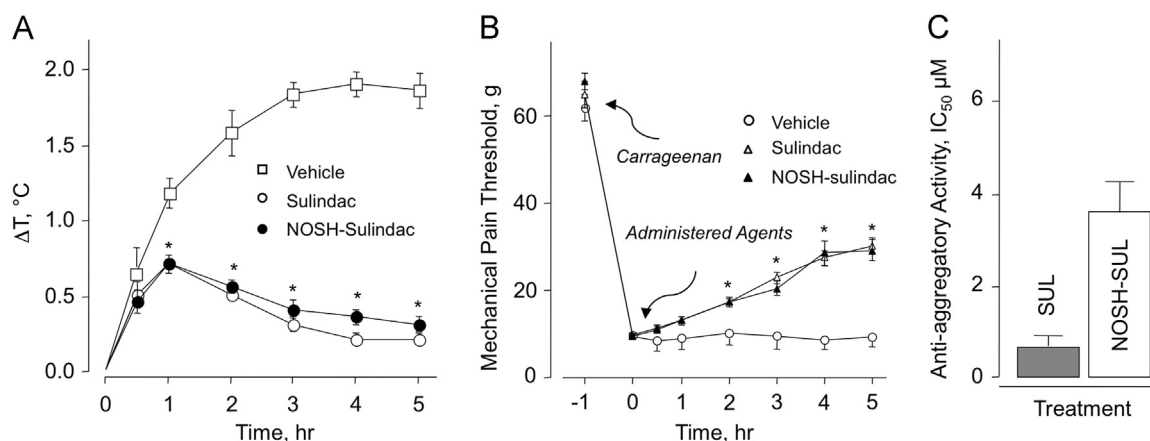 A
ΔT, °C
2.0
1.5
1.0
0.5
0.0
Vehicle
Sulindac
NOSH-Sulindac
*
*
*
*
*
0 1 2 3 4 5
Time, hr
B
Mechanical Pain Threshold, g
60
40
20
0
Carrageenan
Vehicle
Sulindac
NOSH-sulindac
Administered Agents
*
*
*
*
-1 0 1 2 3 4 5
Time, hr
C
Anti-aggregatory Activity, IC50 µM
6
4
2
0
SUL
NOSH-SUL
Treatment